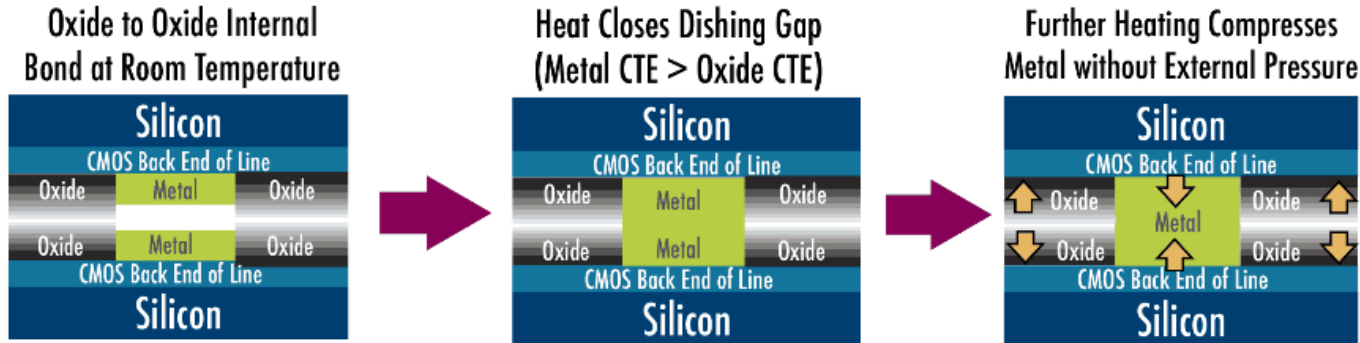 Oxide to Oxide Internal
Bond at Room Temperature
Silicon
CMOS Back End of Line
Oxide Metal Oxide
Oxide Metal Oxide
CMOS Back End of Line
Silicon
Heat Closes Dishing Gap
(Metal CTE > Oxide CTE)
Silicon
CMOS Back End of Line
Oxide Metal Oxide
Oxide Metal Oxide
CMOS Back End of Line
Silicon
Further Heating Compresses
Metal without External Pressure
Silicon
CMOS Back End of Line
Oxide Oxide
Metal
Oxide Oxide
CMOS Back End of Line
Silicon